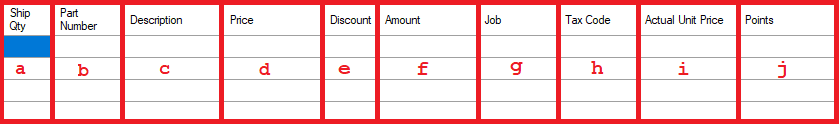 Ship Qty Part Number Description Price Discount Amount Job Tax Code Actual Unit Price Points
a b c d e f g h i j